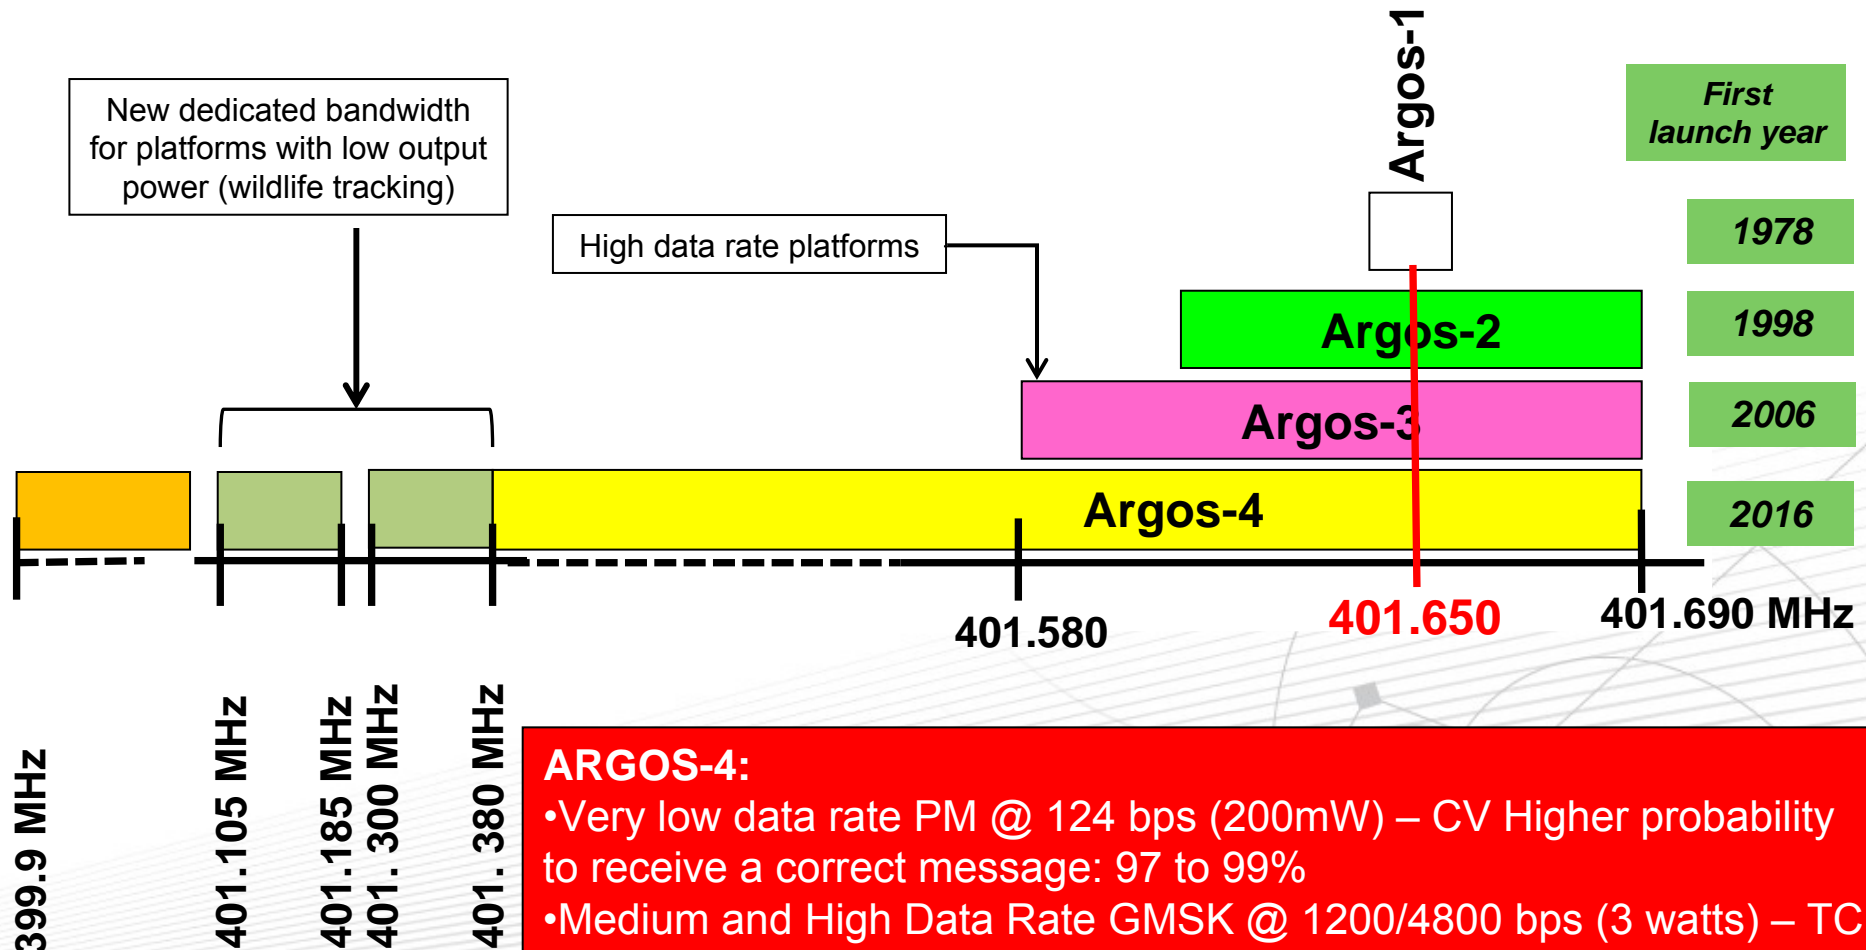 Argos-1
First
launch year
New dedicated bandwidth
for platforms with low output
power (wildlife tracking)
High data rate platforms
1978
Argos-2
1998
Argos-3
2006
Argos-4
2016
401.580
401.650
401.690 MHz
399.9 MHz
401.105 MHz
401.185 MHz
401. 300 MHz
401. 380 MHz
ARGOS-4:
•Very low data rate PM @ 124 bps (200mW) – CV Higher probability
to receive a correct message: 97 to 99%
•Medium and High Data Rate GMSK @ 1200/4800 bps (3 watts) – TC